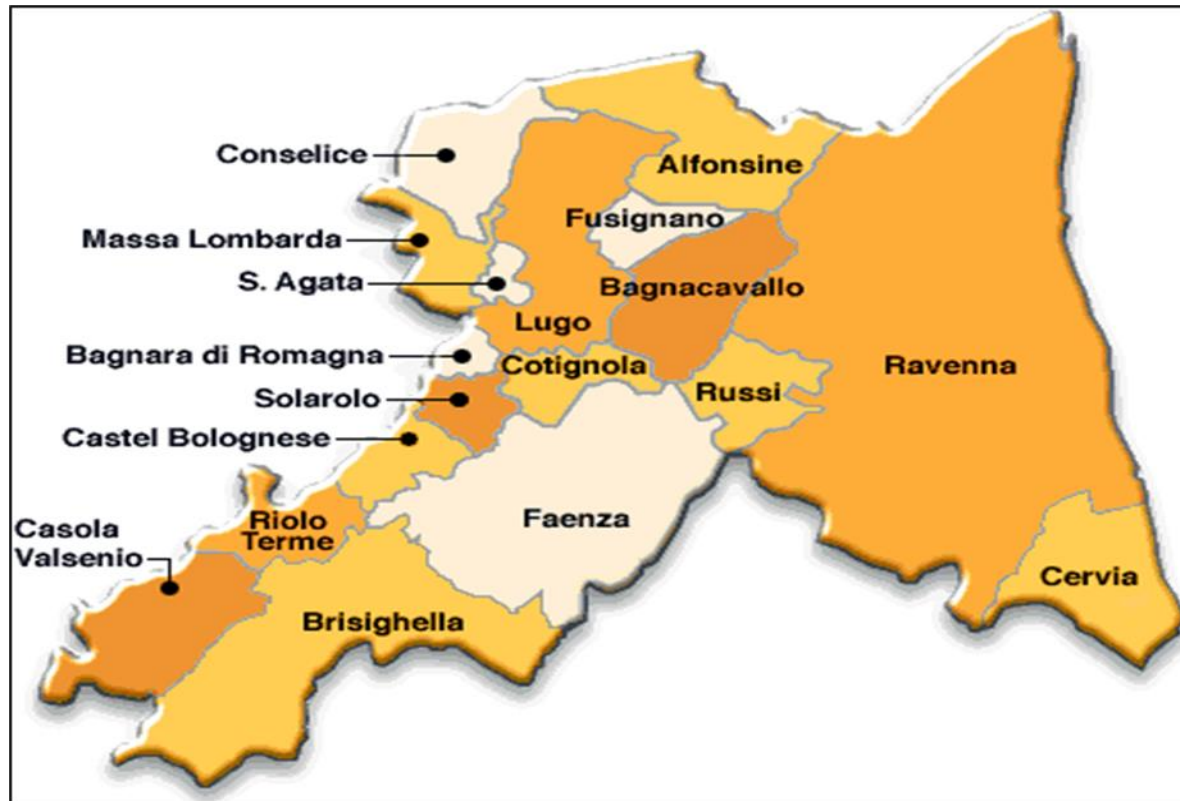 Conselice
Alfonsine
Fusignano
Massa Lombarda
S. Agata
Bagnacavallo
Lugo
Bagnara di Romagna
Cotignola
Ravenna
Solarolo
Russi
Castel Bolognese
Faenza
Riolo
Terme
Casola
Valsenio
Cervia
Brisighella